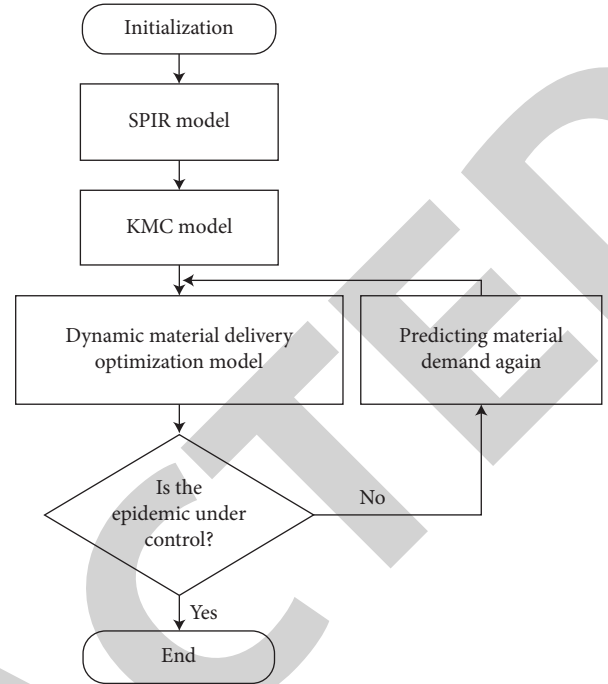 Initialization
SPIR model
KMC model
Dynamic material delivery
optimization model
Predicting material
demand again
Is the
epidemic under
control?
No
Yes
End
CTED